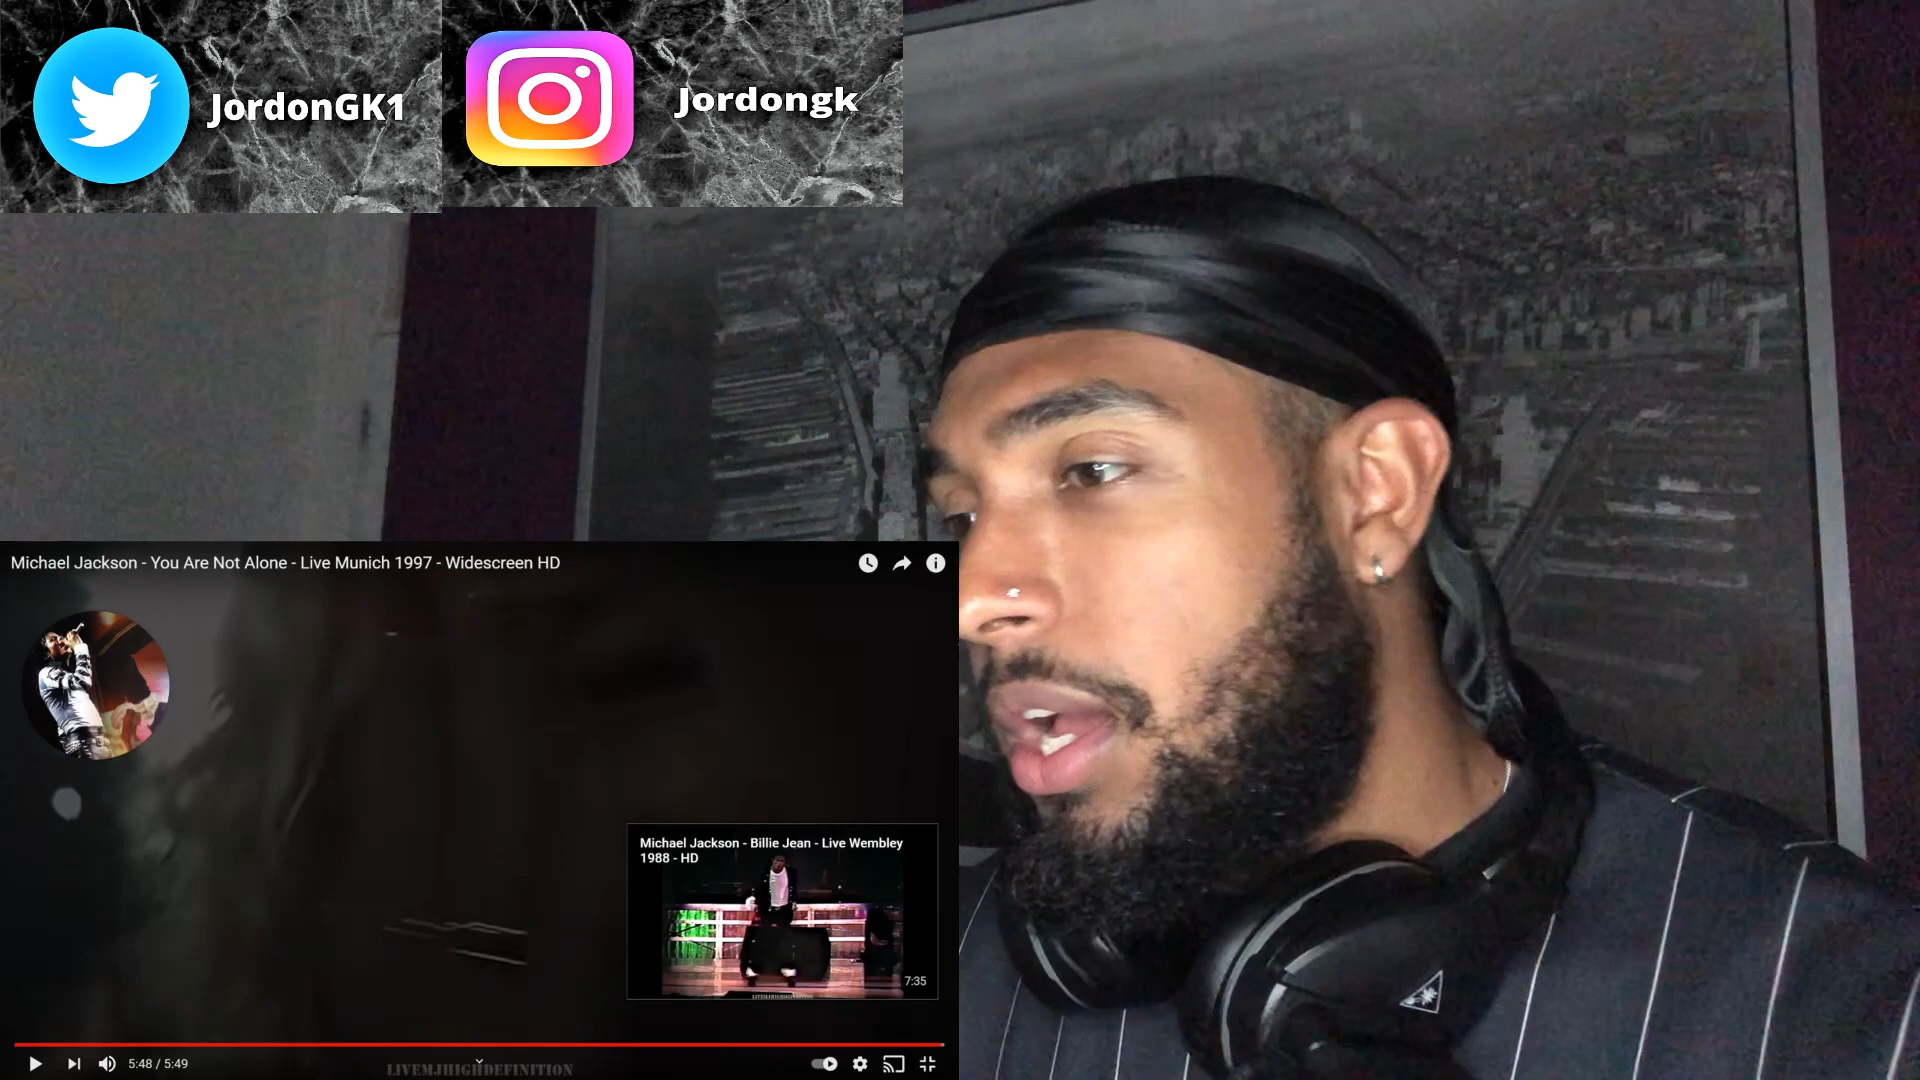 JordonGK1
Jordongk
Michael Jackson - You Are Not Alone - Live Munich 1997 - Widescreen HD
Michael Jackson - Billie Jean - Live Wembley
1988 - HD
7:35
5:48 / 5:49
LIVEMJHIGHDEFINITION